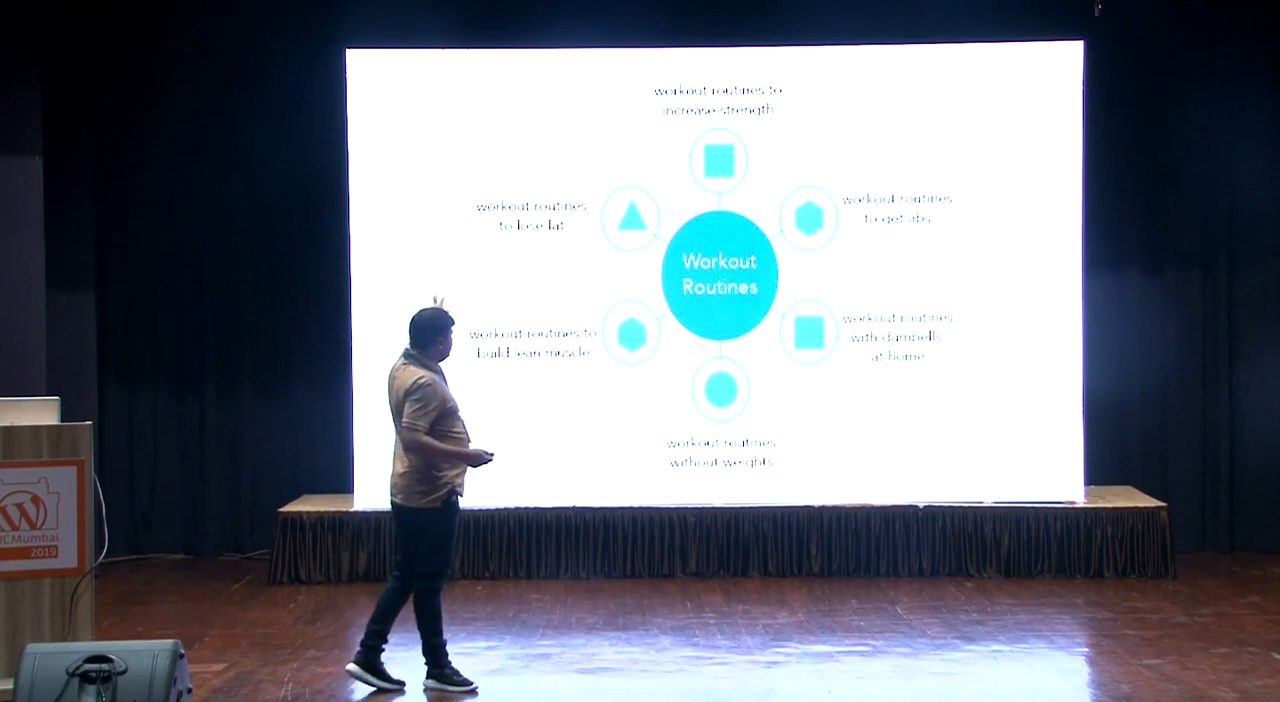 workout routines to
increase strength
workout routines
to lose fat
workout routines
to get abs
Workout
Routines
workout routines to
build lean muscle
workout routines
with dumbells
at home
workout routines
without weights
WCMumbai
2019